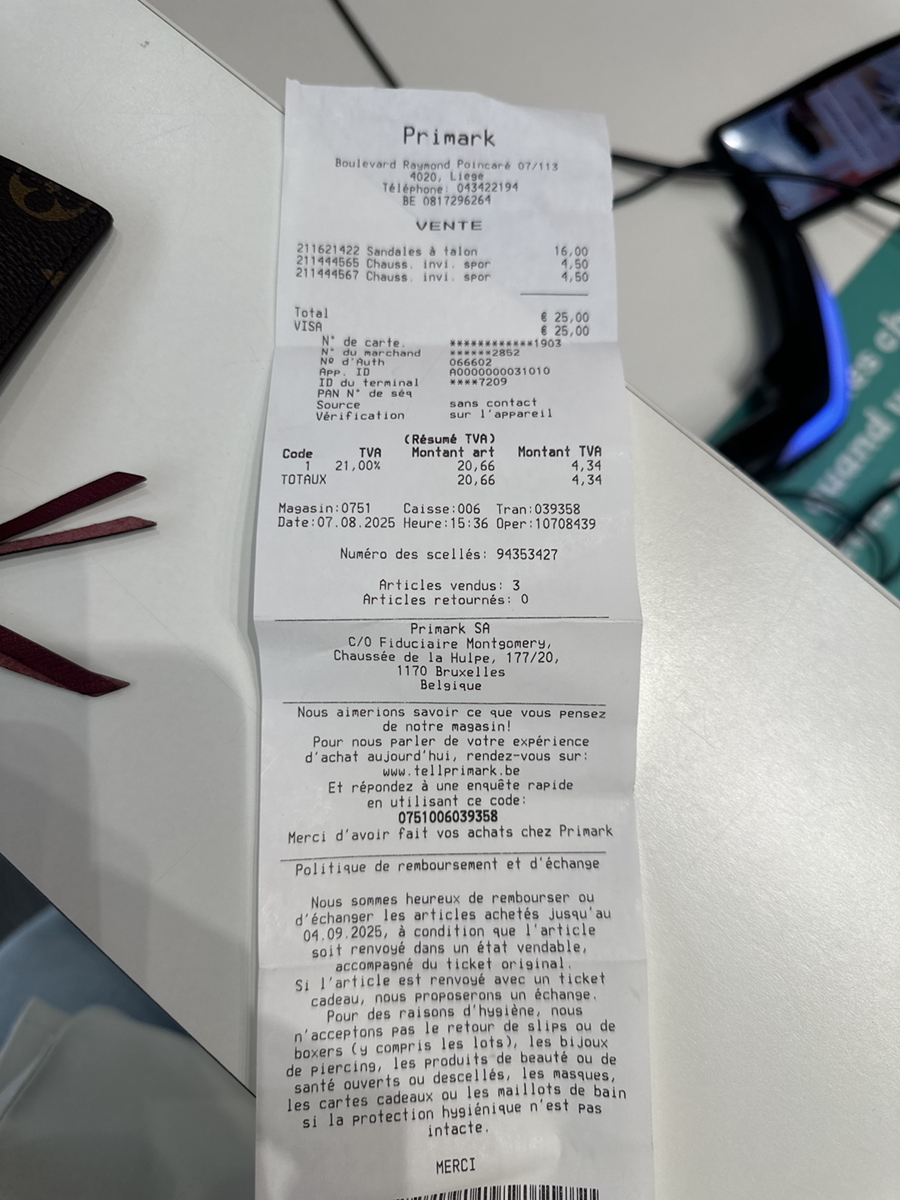 Primark
Boulevard Raymond Poincaré 07/113
4020, Liege
Téléphone: 043422194
BE 0817296264
VENTE
211621422 Sandales à talon 16,00
211444565 Chauss. invi. spor 4,50
211444567 Chauss. invi. spor 4,50
Total € 25,00
VISA € 25,00
N° de carte. ************1903
N° du marchand ******2852
Nº d'Auth 066602
App. ID A0000000031010
ID du terminal ****7209
PAN N° de séq
Source sans contact
Vérification sur l'appareil
(Résumé TVA)
Code TVA Montant art Montant TVA
1 21,00% 20,66 4,34
TOTAUX 20,66 4,34
Magasin:0751 Caisse:006 Tran:039358
Date:07.08.2025 Heure:15:36 Oper:10708439
Numéro des scellés: 94353427
Articles vendus: 3
Articles retournés: 0
Primark SA
C/O Fiduciaire Montgomery,
Chaussée de la Hulpe, 177/20,
1170 Bruxelles
Belgique
Nous aimerions savoir ce que vous pensez
de notre magasin!
Pour nous parler de votre expérience
d'achat aujourd'hui, rendez-vous sur:
www.tellprimark.be
Et répondez à une enquête rapide
en utilisant ce code:
0751006039358
Merci d'avoir fait vos achats chez Primark
Politique de remboursement et d'échange
Nous sommes heureux de rembourser ou
d'échanger les articles achetés jusqu'au
04.09.2025, à condition que l'article
soit renvoyé dans un état vendable,
accompagné du ticket original.
Si l'article est renvoyé avec un ticket
cadeau, nous proposerons un échange.
Pour des raisons d'hygiène, nous
n'acceptons pas le retour de slips ou de
boxers (y compris les lots), les bijoux
de piercing, les produits de beauté ou de
santé ouverts ou descellés, les masques,
les cartes cadeaux ou les maillots de bain
si la protection hygiénique n'est pas
intacte.
MERCI